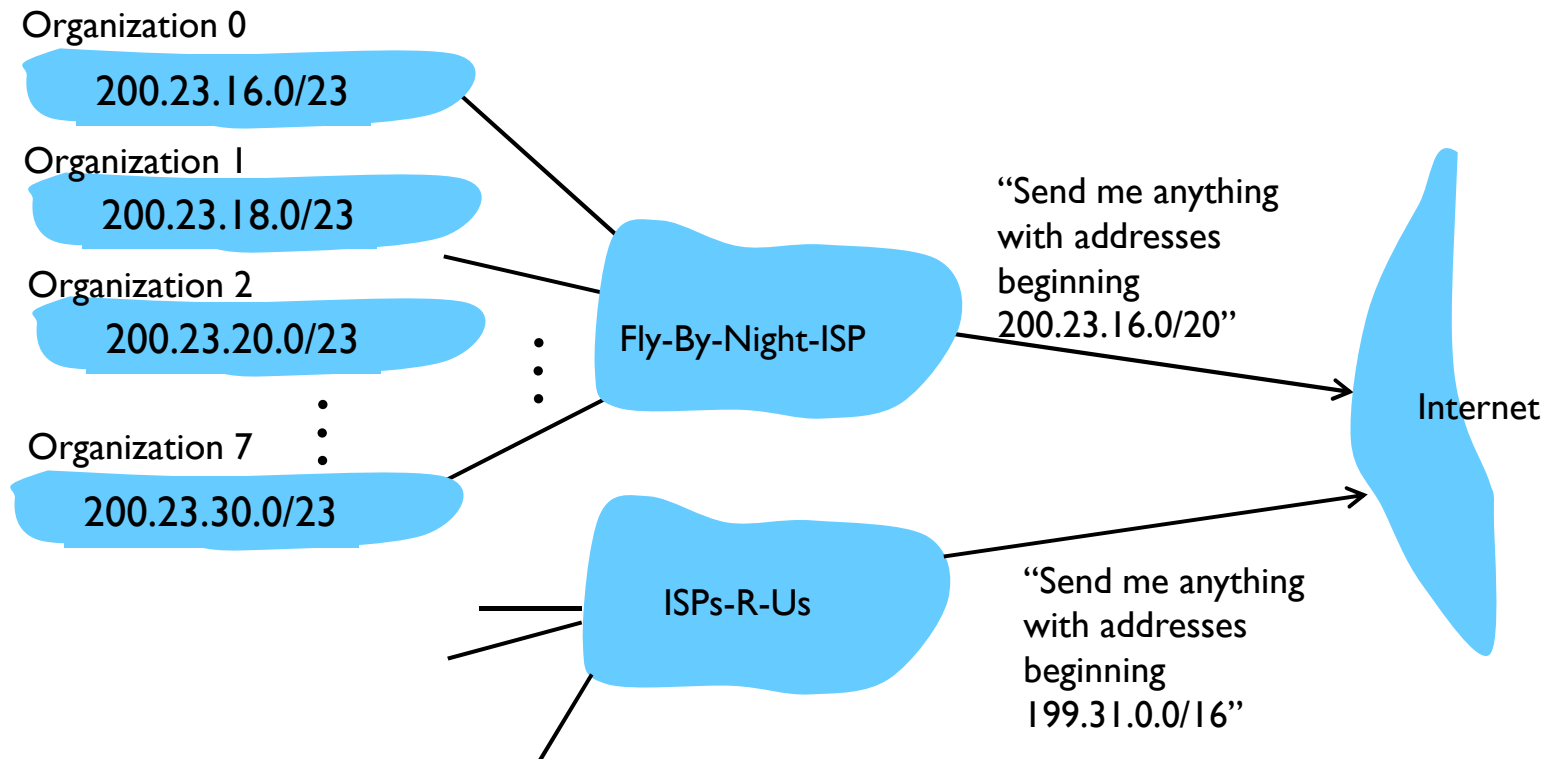 Organization 0
200.23.16.0/23
Organization 1
200.23.18.0/23
Organization 2
200.23.20.0/23
Organization 7
200.23.30.0/23
Fly-By-Night-ISP
“Send me anything
with addresses
beginning
200.23.16.0/20”
Internet
ISPs-R-Us
“Send me anything
with addresses
beginning
199.31.0.0/16”